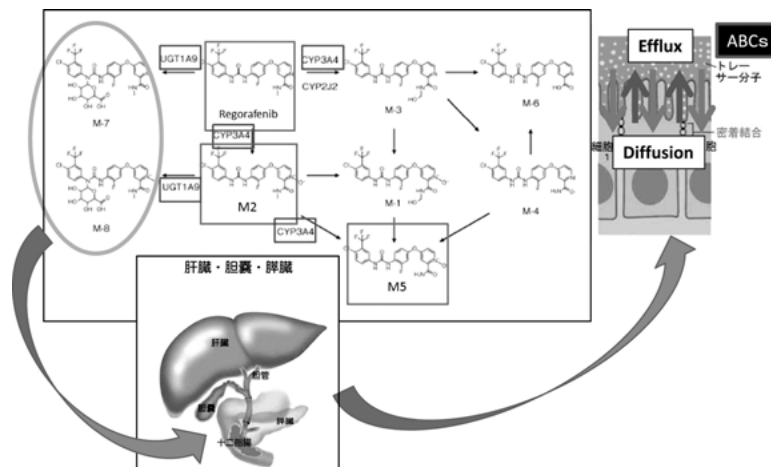 UGT1A9
CYP3A4
CYP2J2
M-7
Regorafenib
M-3
M-6
CYP3A4
UGT1A9
M-8
M2
M-1
M-4
CYP3A4
M5
肝臓・胆嚢・膵臓
肝臓
胆管
胆嚢
膵臓
十二指腸
Efflux
ABCs
トレー
サー分子
密着結合
細胞
1
Diffusion
胞